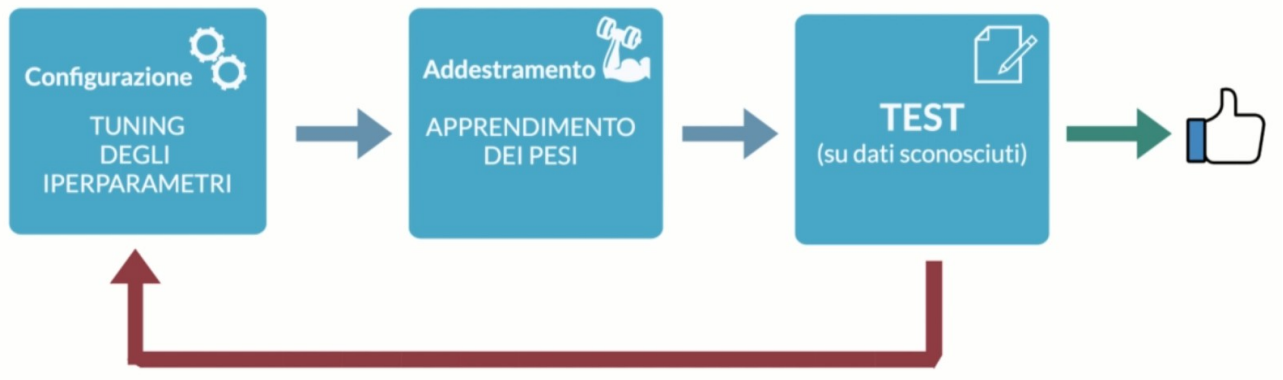 Configurazione
TUNING
DEGLI
IPERPARAMETRI
Addestramento
APPRENDIMENTO
DEI PESI
TEST
(su dati sconosciuti)